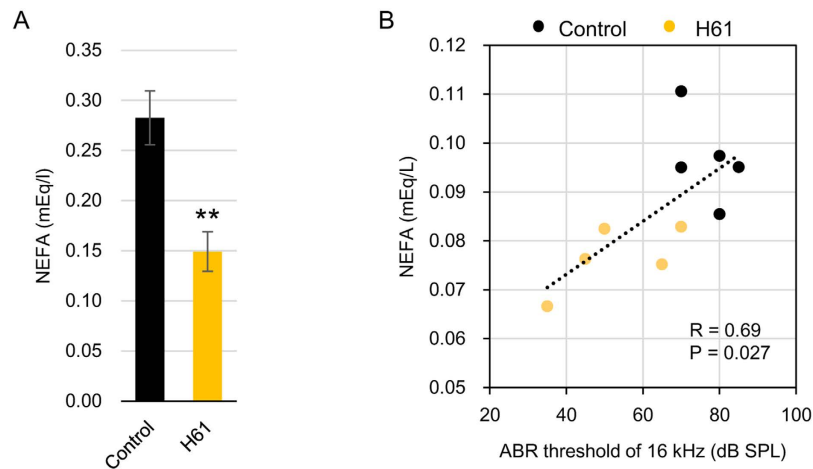 A
NEFA (mEq/l)
0.35
0.30
0.25
0.20
0.15
0.10
0.05
0.00
**
Control
H61
B
Control
H61
NEFA (mEq/L)
0.12
0.11
0.10
0.09
0.08
0.07
0.06
0.05
R = 0.69
P = 0.027
20
40
60
80
100
ABR threshold of 16 kHz (dB SPL)